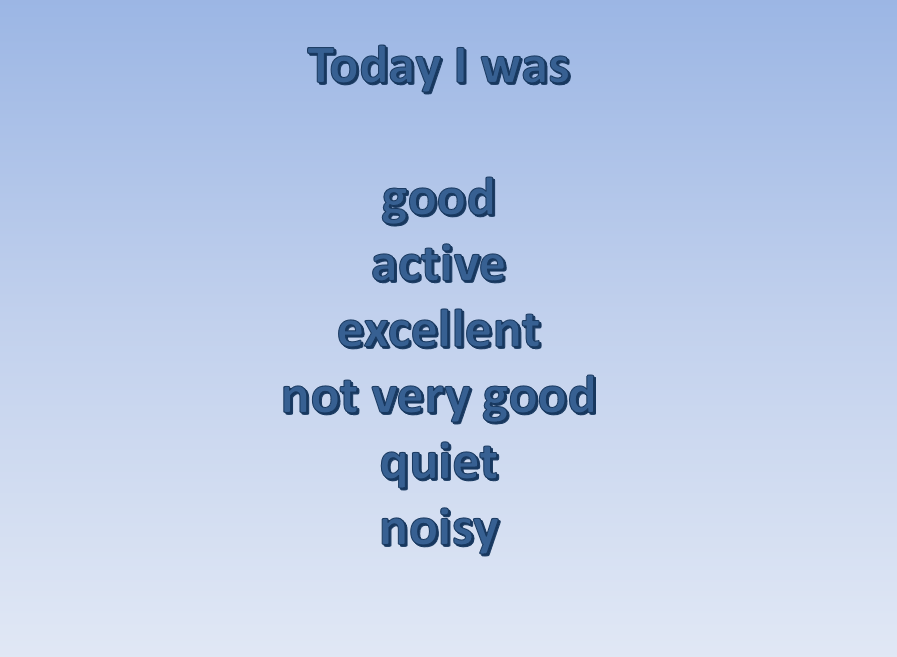 Today I was
good
active
excellent
not very good
quiet
noisy